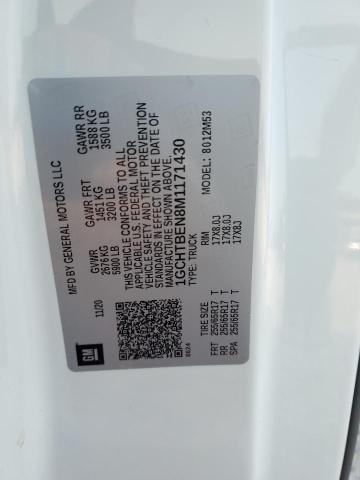 MFD BY GENERAL MOTORS LLC
GVWR GAWR FRT GAWR RR
2676 KG 1451 KG 1588 KG
5900 LB 3200 LB 3500 LB
THIS VEHICLE CONFORMS TO ALL
APPLICABLE U.S. FEDERAL MOTOR
VEHICLE SAFETY AND THEFT PREVENTION
STANDARDS IN EFFECT ON THE DATE OF
11/20
1GCHTBEN8M1171430
TYPE: TRUCK MODEL: 8012M53
GM
0024
TIRE SIZE RIM
FRT 255/65R17 T 17X8.0J
RR 255/65R17 T 17X8.0J
SPA 255/65R17 T 17X8J